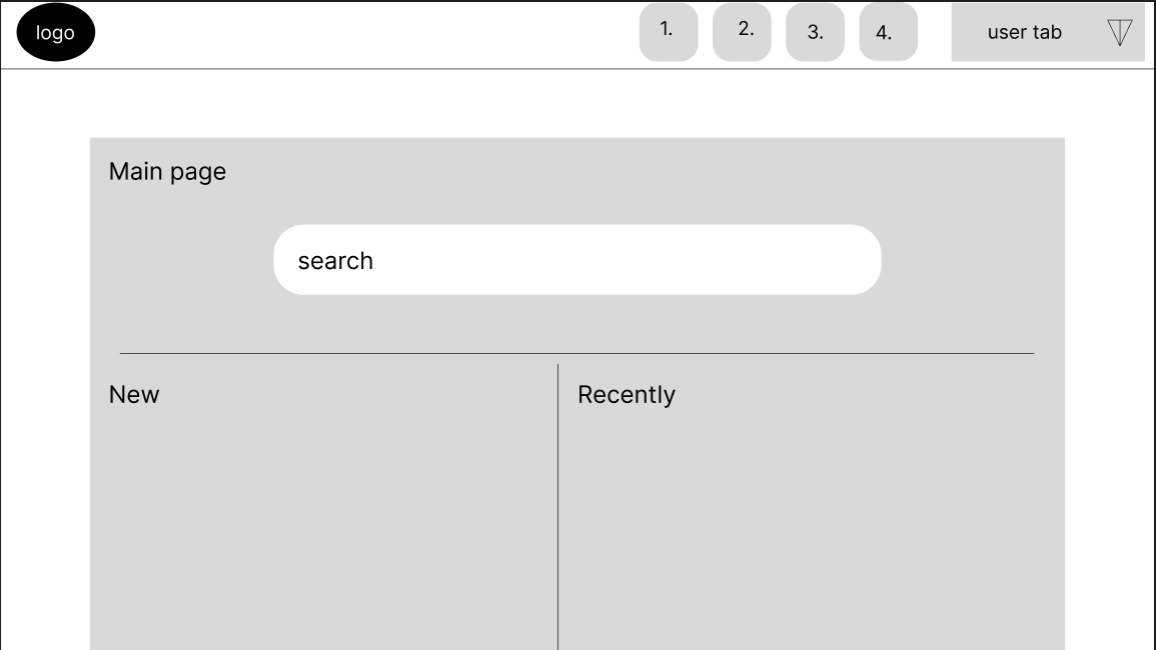 logo
1.
2.
3.
4.
user tab
Main page
search
New
Recently